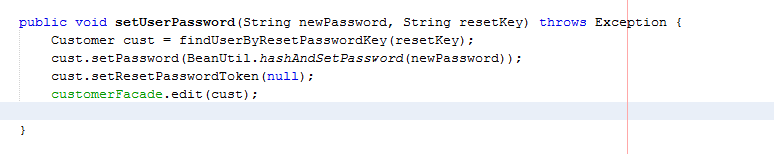 public void setUserPassword(String newPassword, String resetKey) throws Exception {
Customer cust = findUserByResetPasswordKey(resetKey);
cust.setPassword(BeanUtil.hashAndSetPassword(newPassword));
cust.setResetPasswordToken(null);
customerFacade.edit(cust);
}